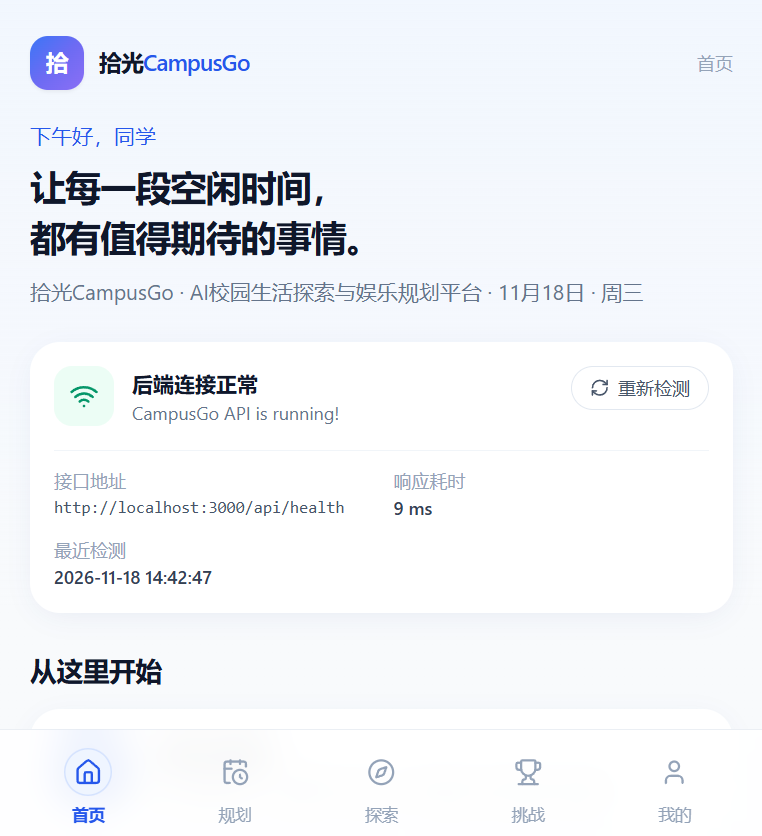 拾
拾光CampusGo
首页
下午好，同学
让每一段空闲时间，
都有值得期待的事情。
拾光CampusGo · AI校园生活探索与娱乐规划平台 · 11月18日 · 周三
后端连接正常
CampusGo API is running!
重新检测
接口地址
http://localhost:3000/api/health
响应耗时
9 ms
最近检测
2026-11-18 14:42:47
从这里开始
首页
规划
探索
挑战
我的